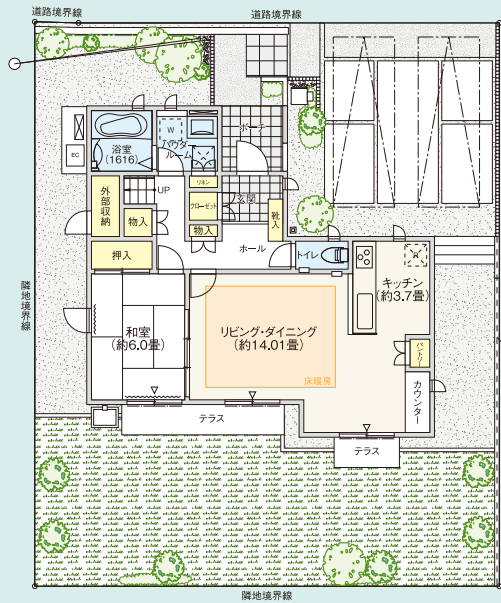 道路境界線
道路境界線
ポーチ
W
パウダー
ルーム
浴室
(1616)
EC
UP
リネン
クローゼット
玄関
外部収納
物入
物入
靴入
ホール
押入
トイレ
R
キッチン
(約3.7畳)
隣地境界線
和室
(約6.0畳)
リビング・ダイニング
(約14.01畳)
パントリー
床暖房
カウンター
テラス
テラス
隣地境界線